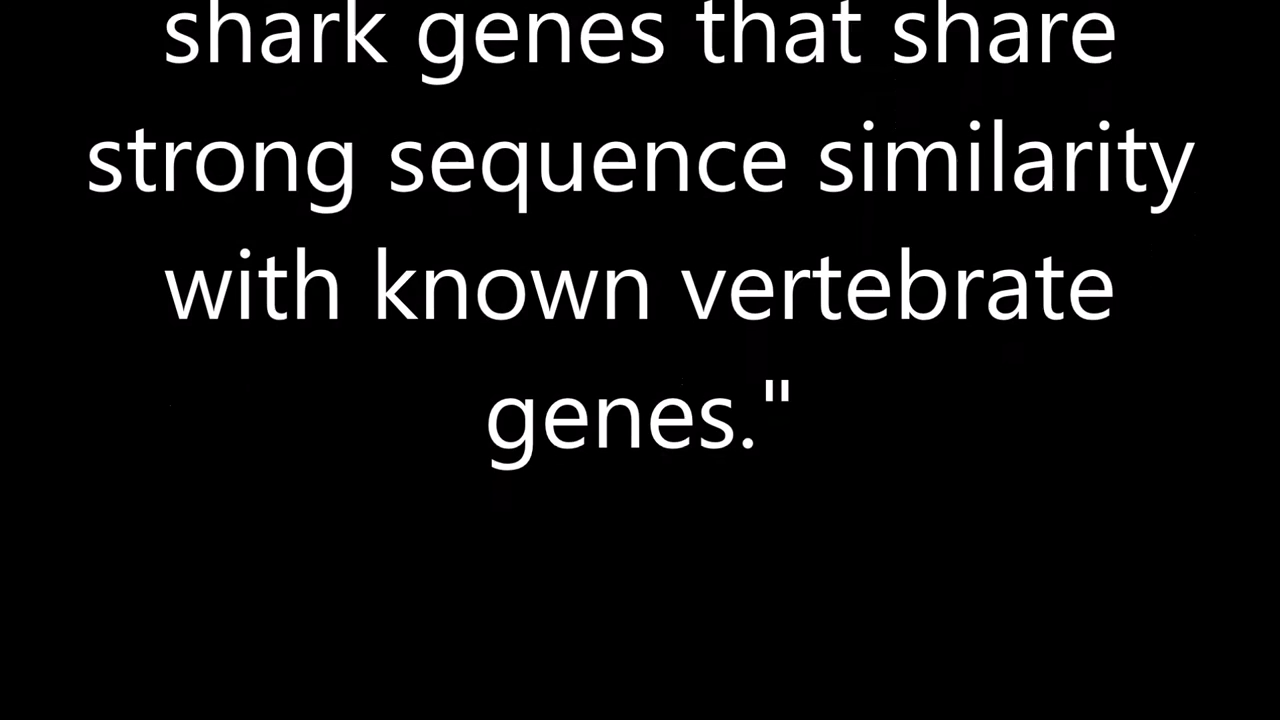 shark genes that share
strong sequence similarity
with known vertebrate
genes."